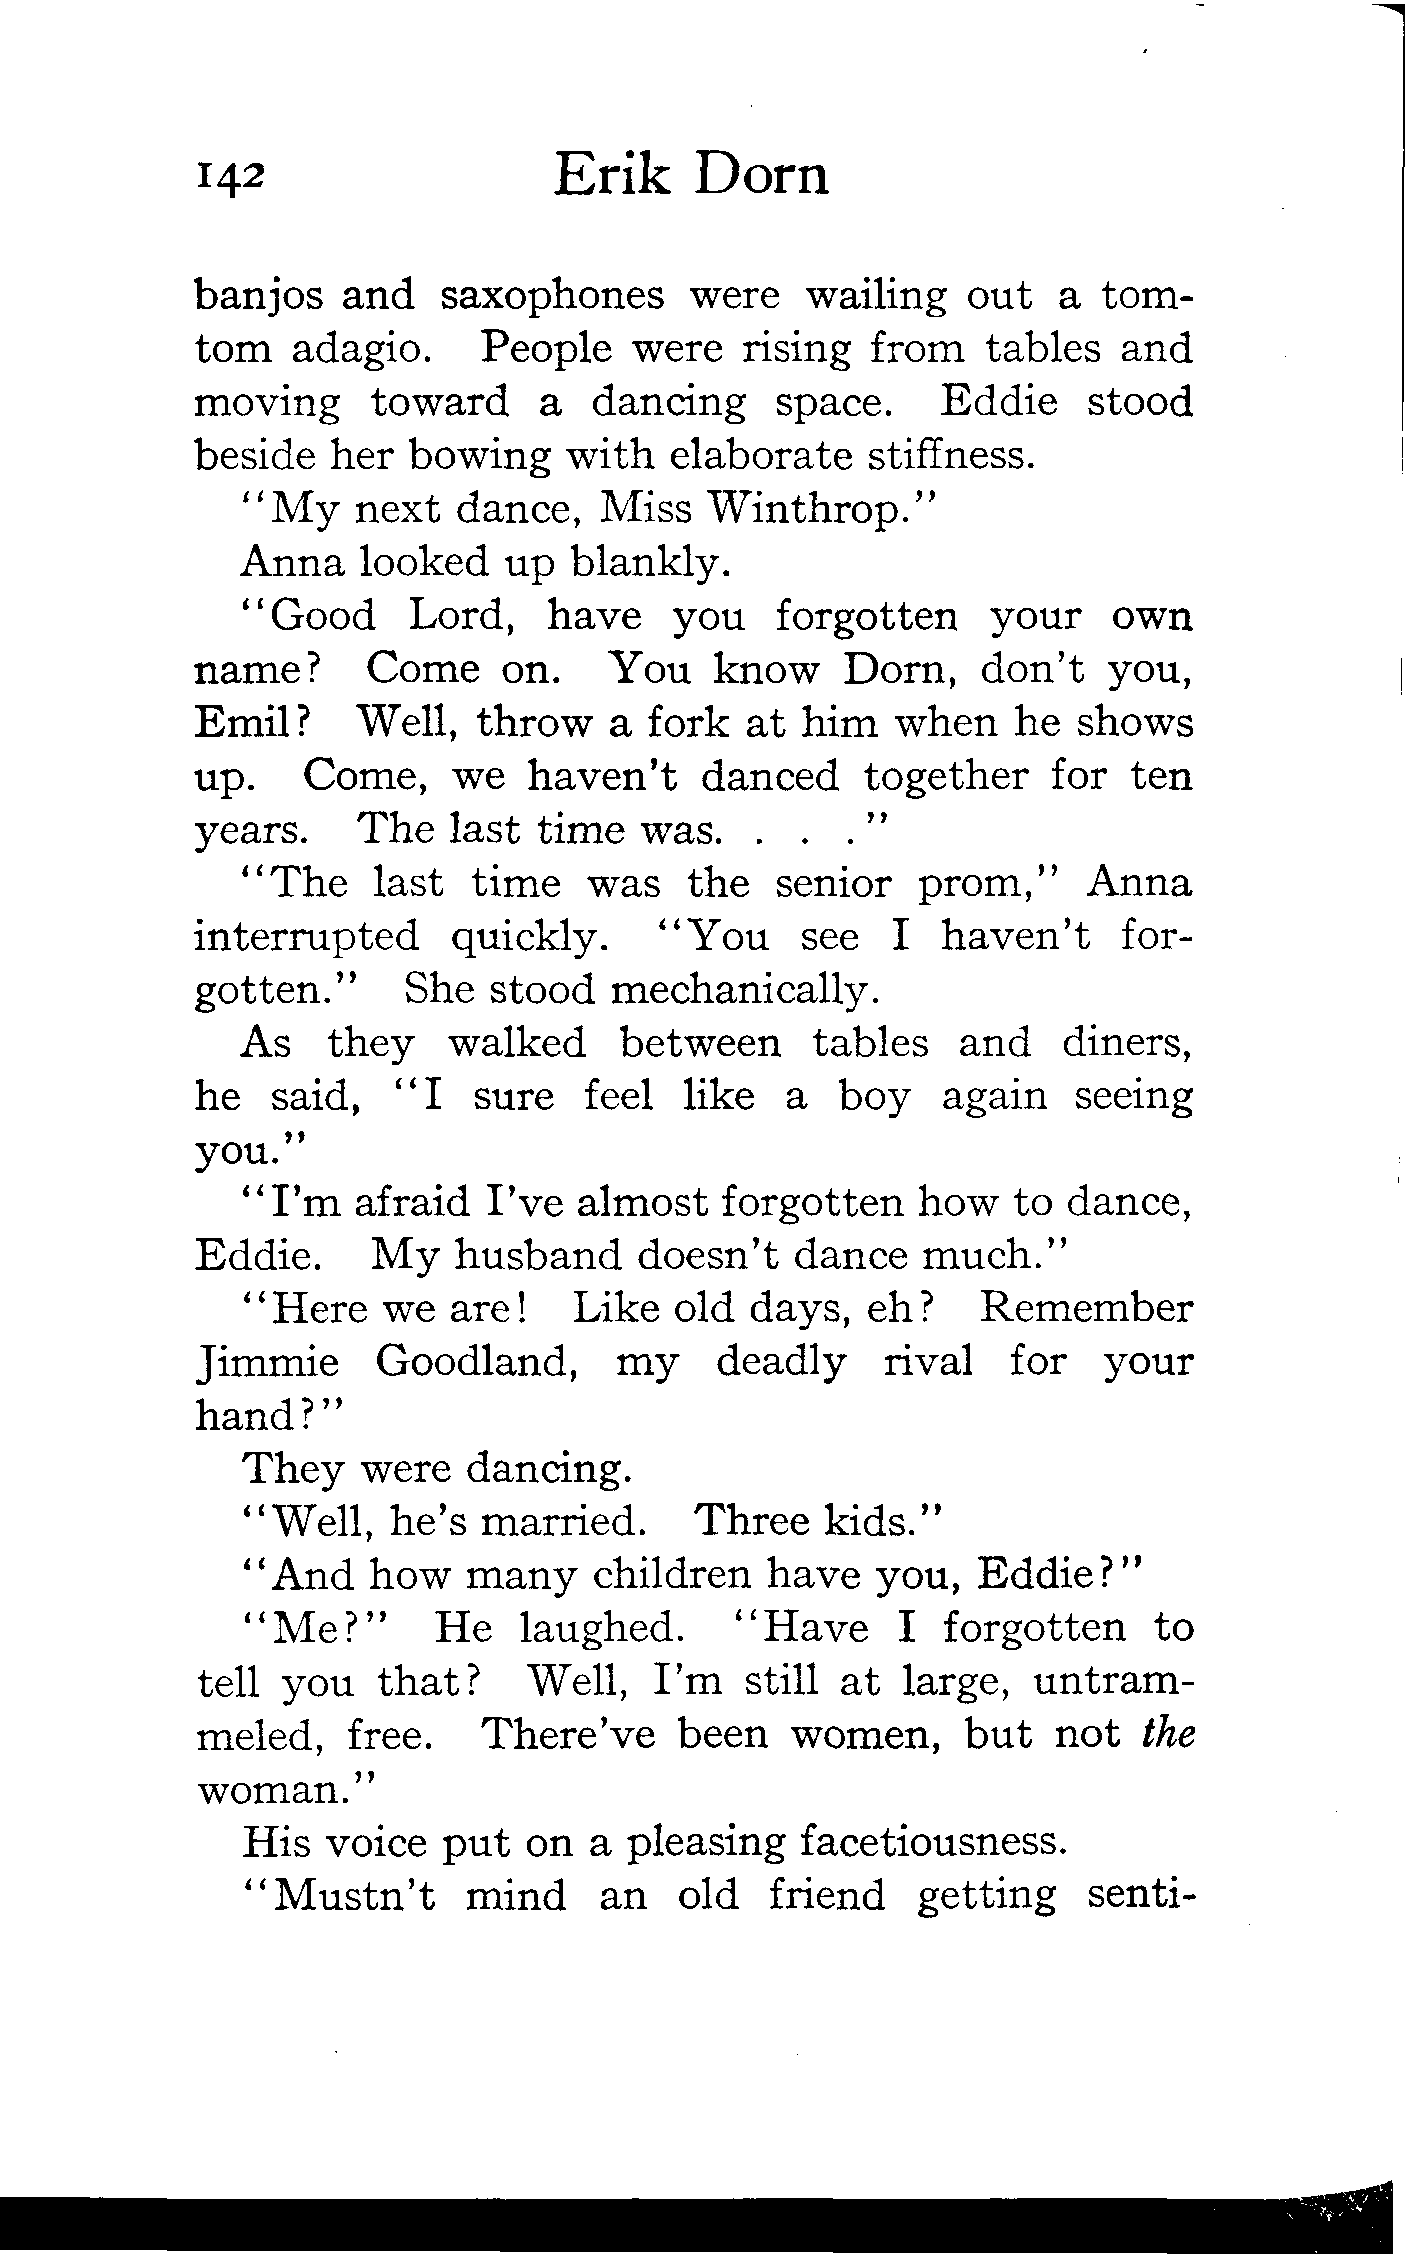 142 Erik Dorn
banjos and saxophones were wailing out a tom-
tom adagio. People were rising from tables and
moving toward a dancing space. Eddie stood
beside her bowing with elaborate stiffness.
"My next dance, Miss Winthrop."
Anna looked up blankly.
"Good Lord, have you forgotten your own
name? Come on. You know Dorn, don't you,
Emil? Well, throw a fork at him when he shows
up. Come, we haven't danced together for ten
years. The last time was. . . ."
"The last time was the senior prom," Anna
interrupted quickly. "You see I haven't for-
gotten." She stood mechanically.
As they walked between tables and diners,
he said, "I sure feel like a boy again seeing
you."
"I'm afraid I've almost forgotten how to dance,
Eddie. My husband doesn't dance much."
"Here we are! Like old days, eh? Remember
Jimmie Goodland, my deadly rival for your
hand?"
They were dancing.
"Well, he's married. Three kids."
"And how many children have you, Eddie?"
"Me?" He laughed. "Have I forgotten to
tell you that? Well, I'm still at large, untram-
meled, free. There've been women, but not the
woman."
His voice put on a pleasing facetiousness.
"Mustn't mind an old friend getting senti-